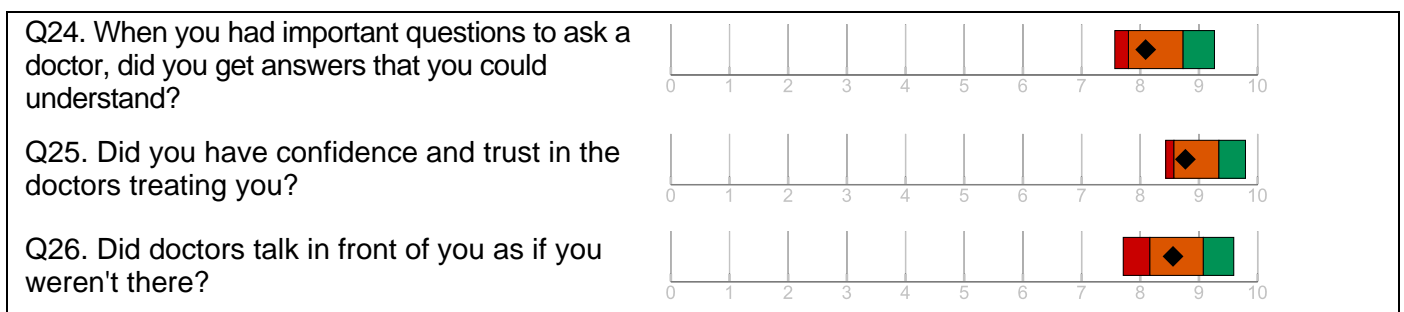 Q24. When you had important questions to ask a
doctor, did you get answers that you could
understand?
0 1 2 3 4 5 6 7 8 9 10
Q25. Did you have confidence and trust in the
doctors treating you?
0 1 2 3 4 5 6 7 8 9 10
Q26. Did doctors talk in front of you as if you
weren't there?
0 1 2 3 4 5 6 7 8 9 10